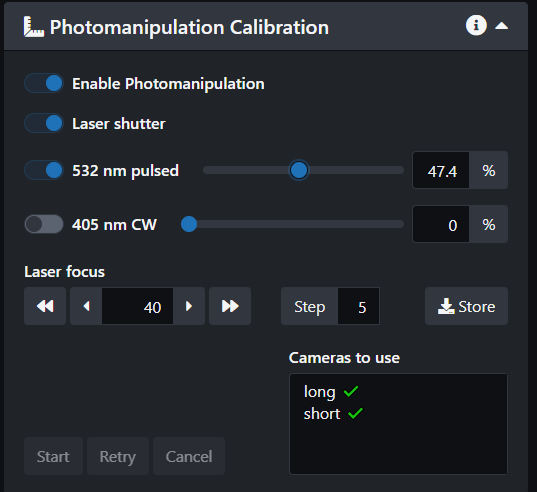 Photomanipulation Calibration
Enable Photomanipulation
Laser shutter
532 nm pulsed 47.4 %
405 nm CW 0 %
Laser focus
40 Step 5 Store
Cameras to use
long
short
Start Retry Cancel